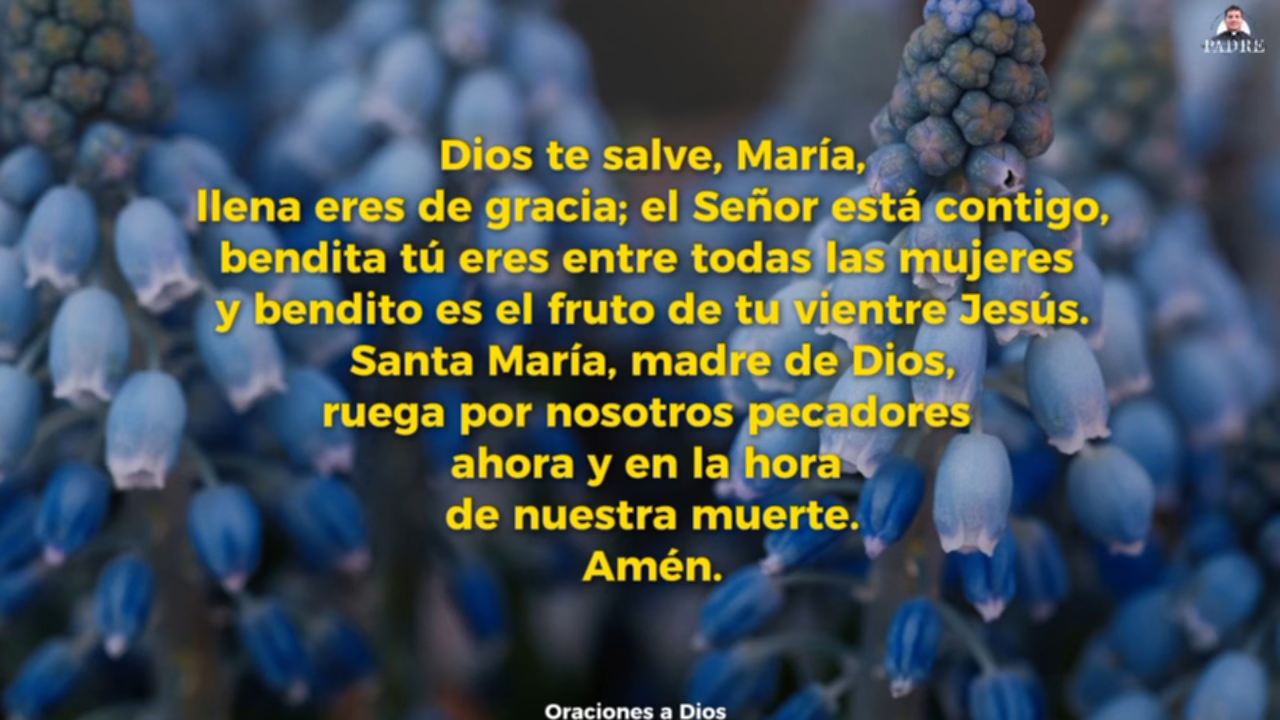 PADRE
Dios te salve, María,
llena eres de gracia; el Señor está contigo,
bendita tú eres entre todas las mujeres
y bendito es el fruto de tu vientre Jesús.
Santa María, madre de Dios,
ruega por nosotros pecadores
ahora y en la hora
de nuestra muerte.
Amén.
Oraciones a Dios